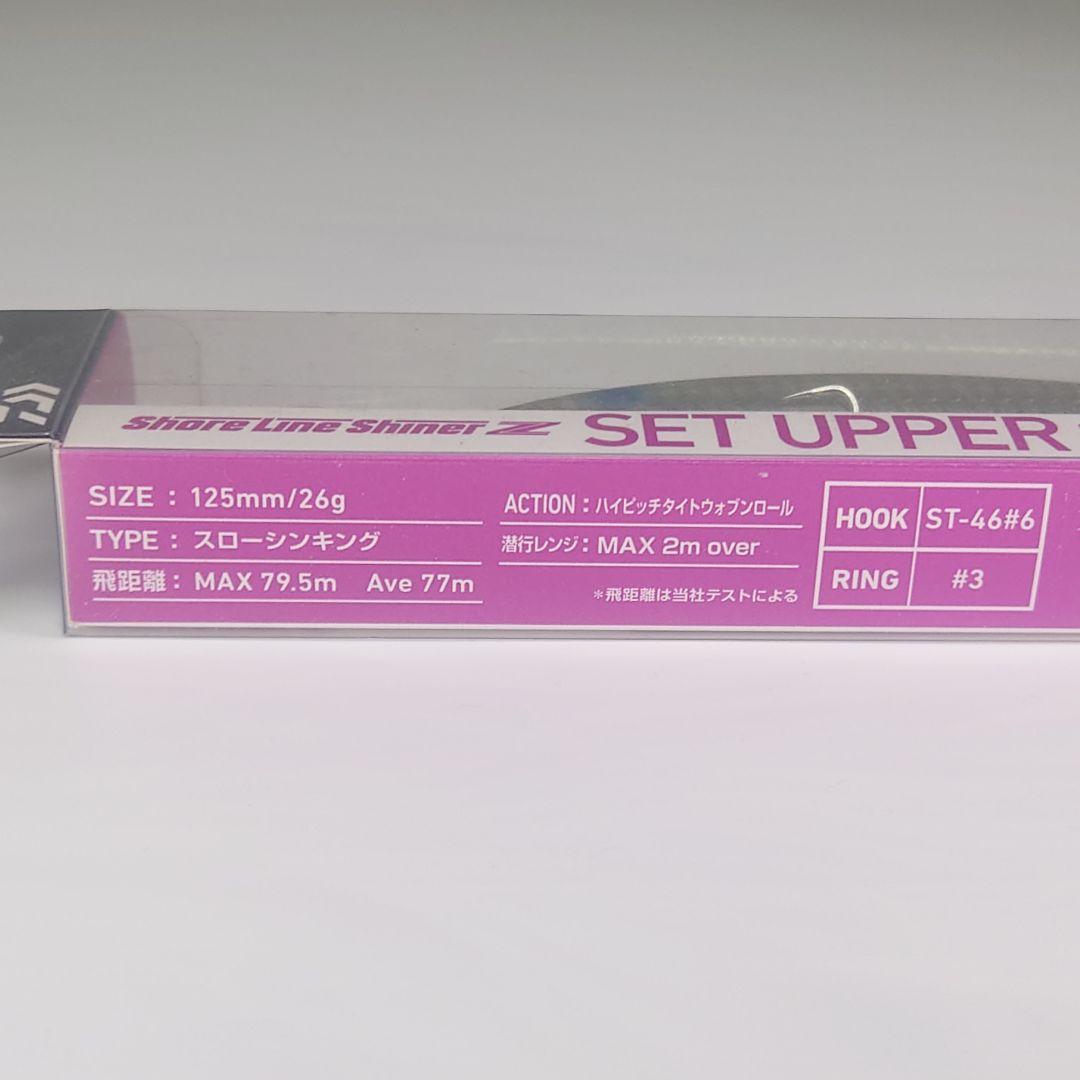 Shore Line Shiner Z SET UPPER
SIZE : 125mm/26g
TYPE : スローシンキング
飛距離 : MAX 79.5m Ave 77m
ACTION : ハイピッチタイトウォブンロール
潜行レンジ : MAX 2m over
*飛距離は当社テストによる
HOOK ST-46#6
RING #3